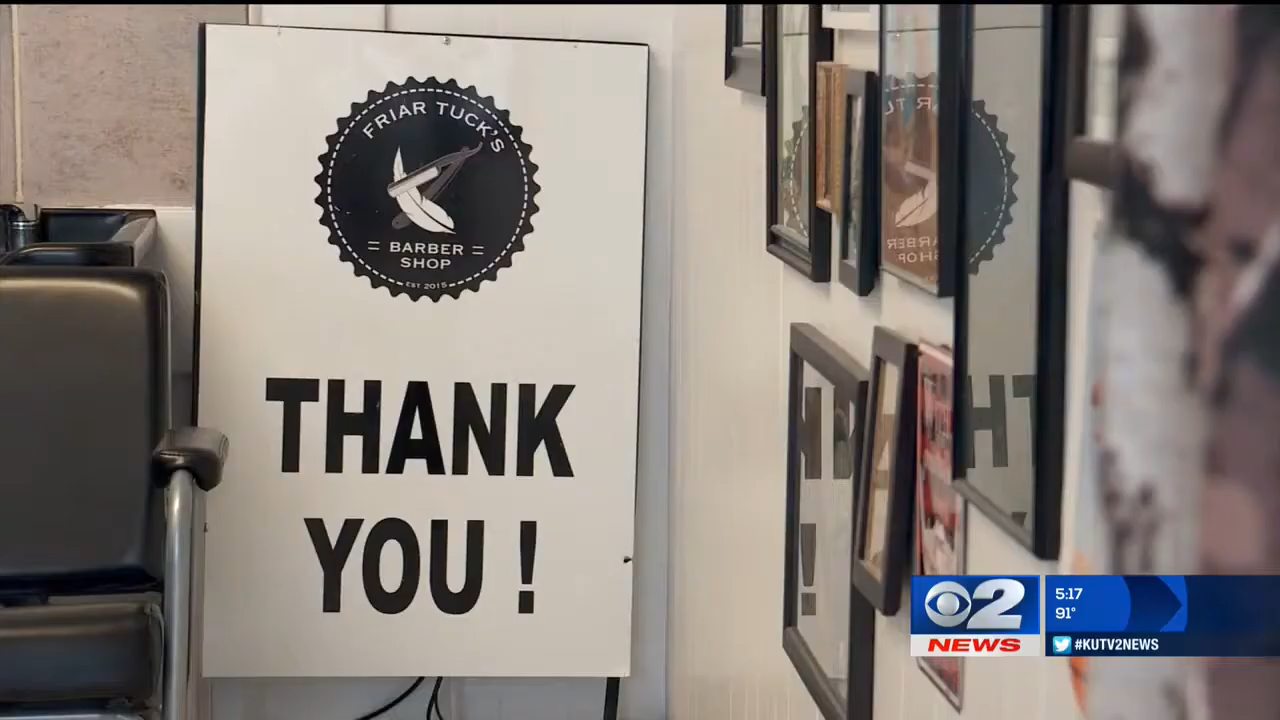 FRIAR TUCK'S
= BARBER =
SHOP
EST 2015
THANK
YOU !
2
NEWS
5:17
91°
#KUTV2NEWS